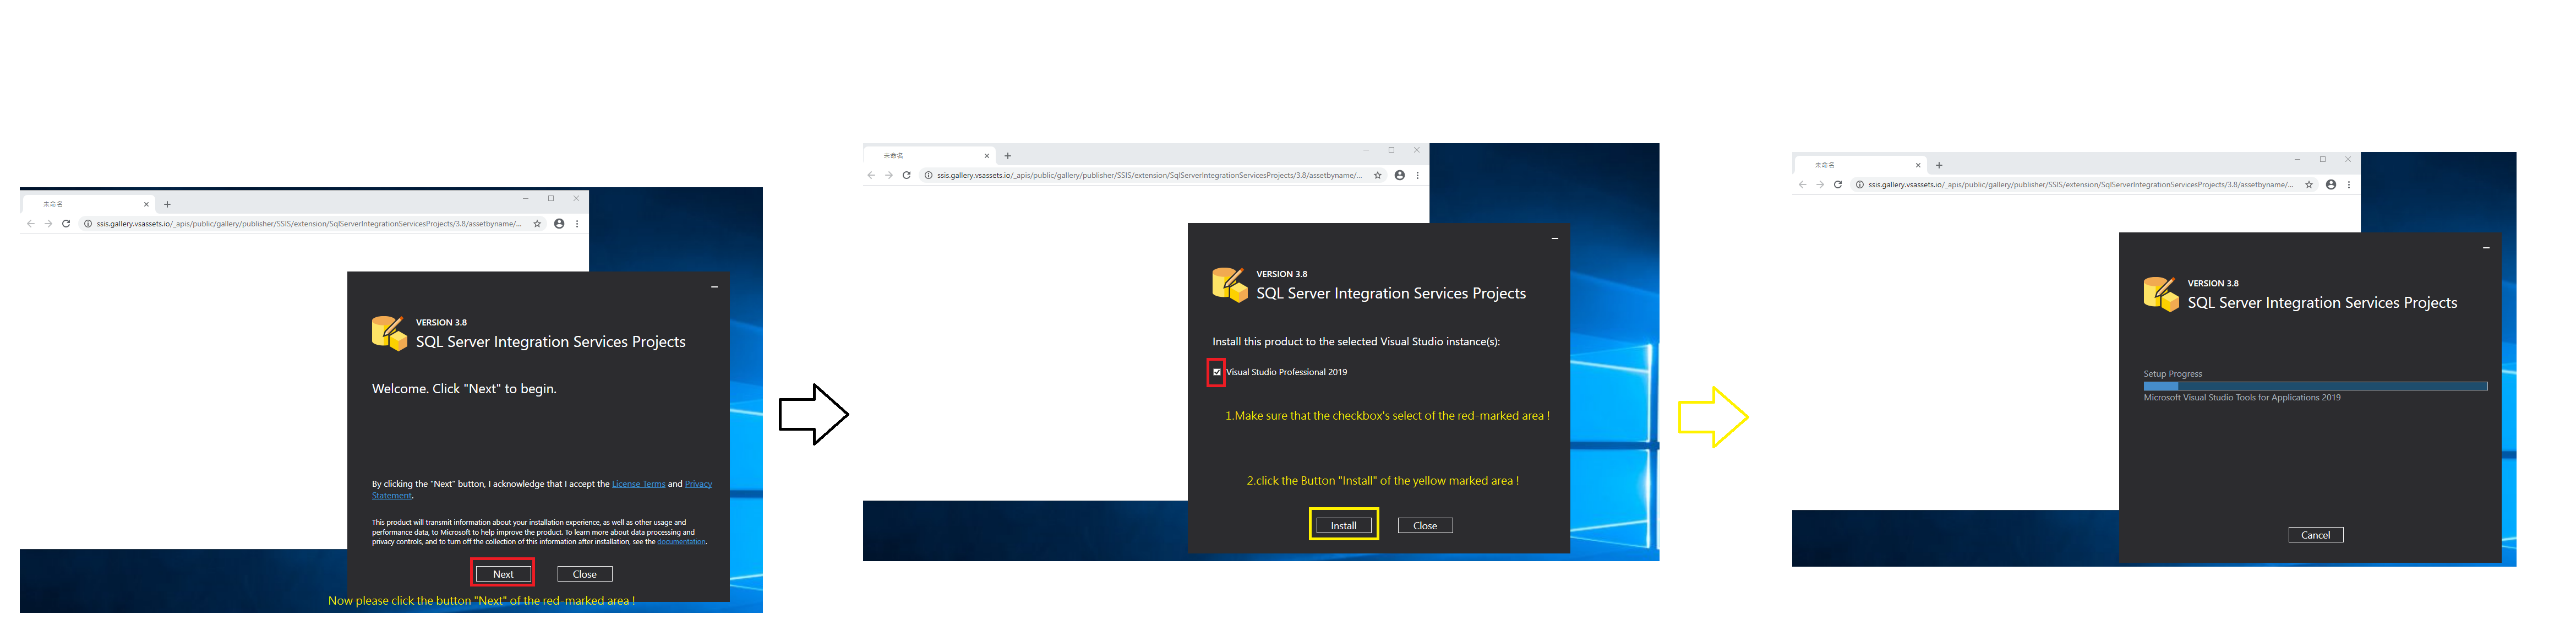 未命名
ssis.gallery.vsassets.io/_apis/public/gallery/publisher/SSIS/extension/SqlServerIntegrationServicesProjects/3.8/assetbyname/...
VERSION 3.8
SQL Server Integration Services Projects
Welcome. Click "Next" to begin.
By clicking the "Next" button, I acknowledge that I accept the License Terms and Privacy
Statement.
This product will transmit information about your installation experience, as well as other usage and
performance data, to Microsoft to help improve the product. To learn more about data processing and
privacy controls, and to turn off the collection of this information after installation, see the documentation.
Next Close
Now please click the button "Next" of the red-marked area !
未命名
ssis.gallery.vsassets.io/_apis/public/gallery/publisher/SSIS/extension/SqlServerIntegrationServicesProjects/3.8/assetbyname/...
VERSION 3.8
SQL Server Integration Services Projects
Install this product to the selected Visual Studio instance(s):
Visual Studio Professional 2019
1.Make sure that the checkbox's select of the red-marked area !
2.click the Button "Install" of the yellow marked area !
Install Close
未命名
ssis.gallery.vsassets.io/_apis/public/gallery/publisher/SSIS/extension/SqlServerIntegrationServicesProjects/3.8/assetbyname/...
VERSION 3.8
SQL Server Integration Services Projects
Setup Progress
Microsoft Visual Studio Tools for Applications 2019
Cancel